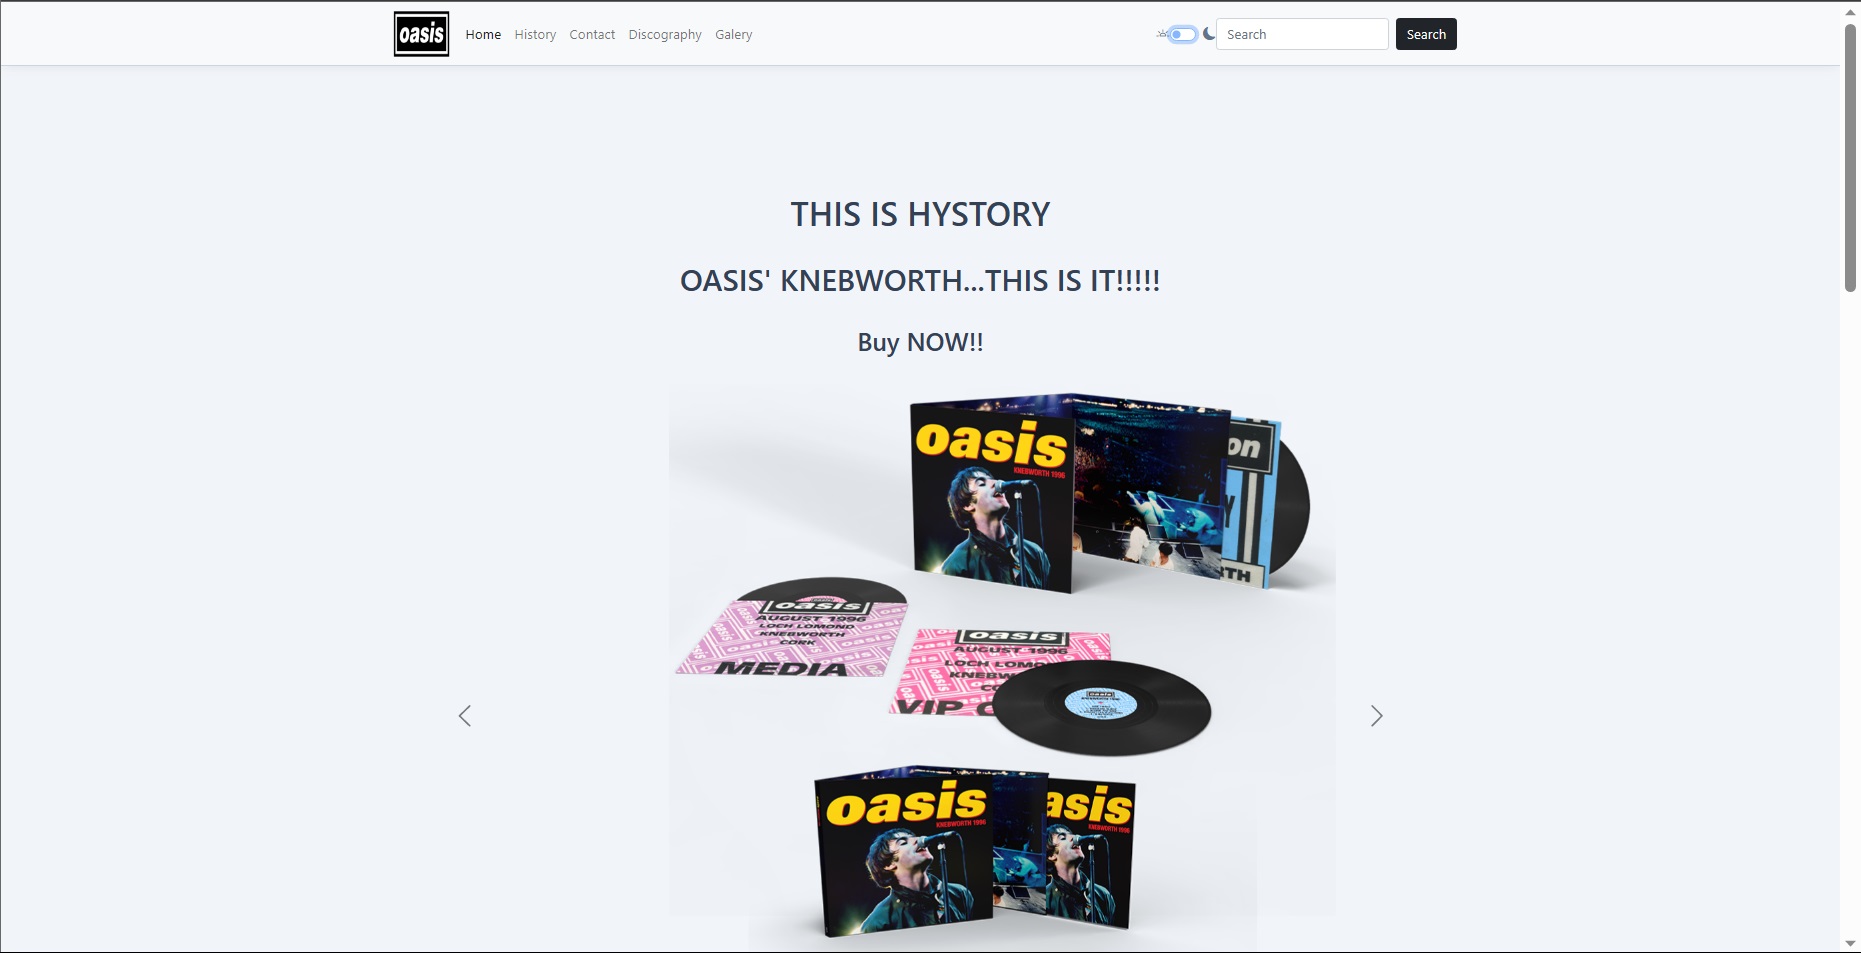 oasis Home History Contact Discography Galery Search Search
THIS IS HYSTORY
OASIS' KNEBWORTH...THIS IS IT!!!!!
Buy NOW!!
oasis
KNEBWORTH 1996
on
Y
RTH
oasis
AUGUST 1996
LOCH LOMOND
KNEBWORTH
CORK
MEDIA
oasis
AUGUST 1996
LOCH LOMO
KNEBW
CO
VIP
oasis
KNEBWORTH 1996
asis
KNEBWORTH 1996